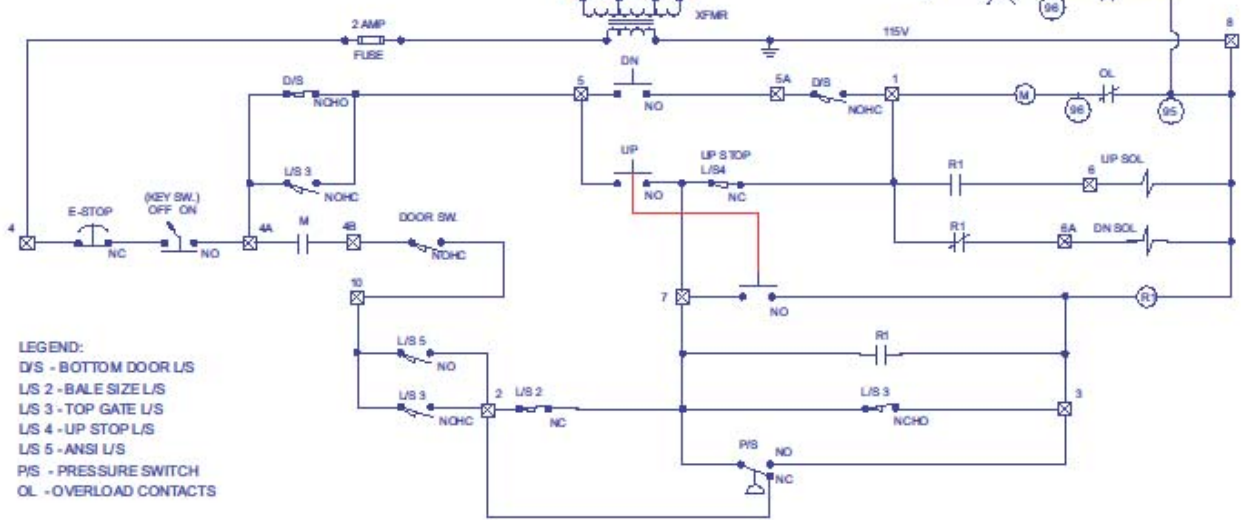 XFMR
96
2 AMP
FUSE
115V
8
D/S
NCHO
5
DN
NO
5A
D/S
NOHC
1
M
96
OL
95
L/S 3
NOHC
UP
NO
UP STOP
L/S4
NC
R1
6
UP SOL
4
E-STOP
NC
(KEY SW.)
OFF ON
NO
4A
M
4B
DOOR SW.
NOHC
R1
6A
DN SOL
10
7
NO
R1
L/S 5
NO
R1
L/S 3
NOHC
2
L/S 2
NC
L/S 3
NCHO
3
P/S
NO
NC
LEGEND:
D/S - BOTTOM DOOR L/S
L/S 2 - BALE SIZE L/S
L/S 3 - TOP GATE L/S
L/S 4 - UP STOP L/S
L/S 5 - ANSI L/S
P/S - PRESSURE SWITCH
OL - OVERLOAD CONTACTS